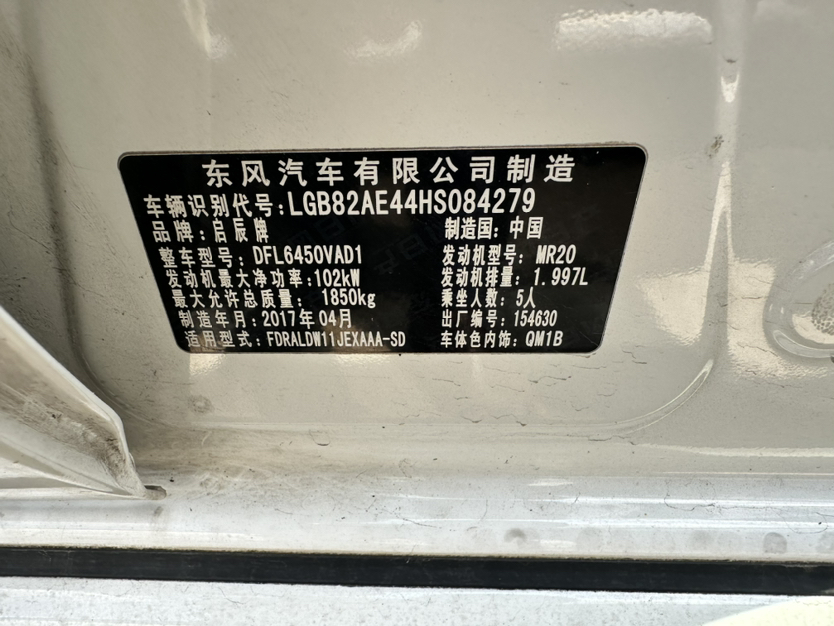 东风汽车有限公司制造
车辆识别代号:LGB82AE44HS084279
品牌:启辰牌 制造国:中国
整车型号:DFL6450VAD1 发动机型号:MR20
发动机最大净功率:102kW 发动机排量:1.997L
最大允许总质量:1850kg 乘坐人数:5人
制造年月:2017年04月 出厂编号:154630
适用型式:FDRALDW11JEXAAA-SD 车体色内饰:QM1B